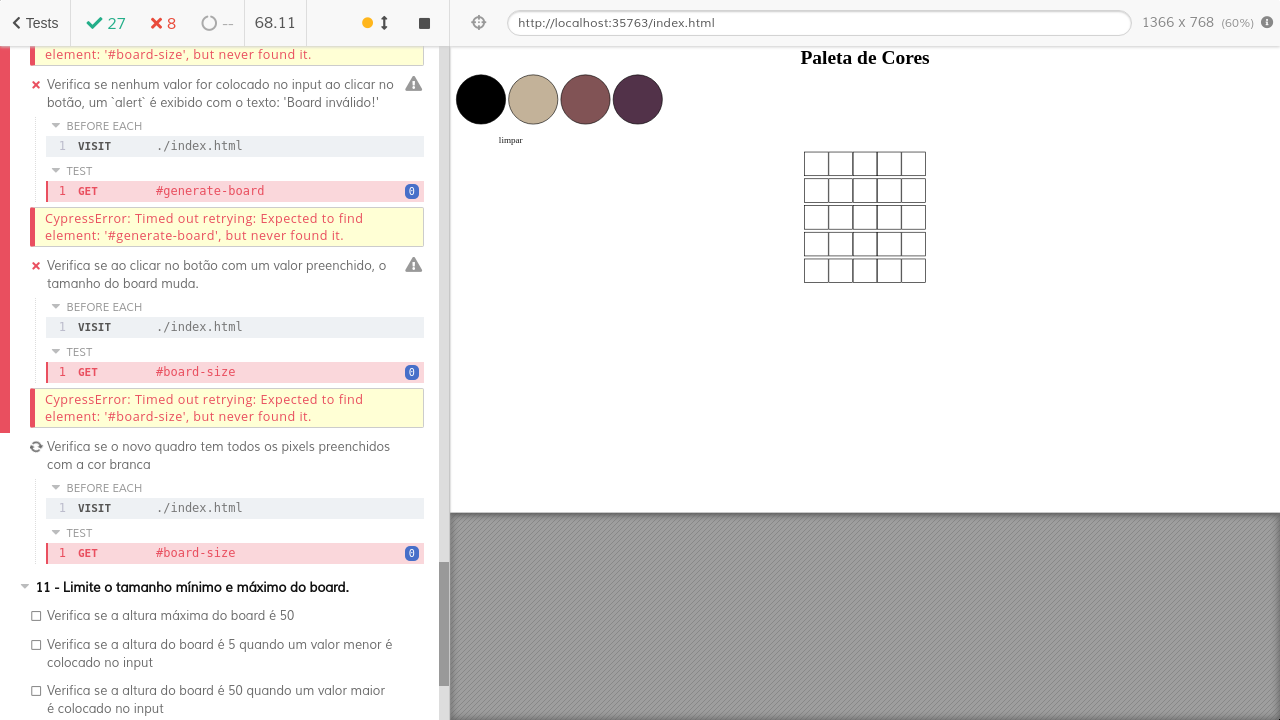 Tests
27
8
--
68.11
http://localhost:35763/index.html
1366 x 768 (60%)
element: '#board-size', but never found it.
Verifica se nenhum valor for colocado no input ao clicar no
botão, um `alert` é exibido com o texto: 'Board inválido!'
BEFORE EACH
1 VISIT ./index.html
TEST
1 GET #generate-board 0
CypressError: Timed out retrying: Expected to find
element: '#generate-board', but never found it.
Verifica se ao clicar no botão com um valor preenchido, o
tamanho do board muda.
BEFORE EACH
1 VISIT ./index.html
TEST
1 GET #board-size 0
CypressError: Timed out retrying: Expected to find
element: '#board-size', but never found it.
Verifica se o novo quadro tem todos os pixels preenchidos
com a cor branca
BEFORE EACH
1 VISIT ./index.html
TEST
1 GET #board-size 0
11 - Limite o tamanho mínimo e máximo do board.
Verifica se a altura máxima do board é 50
Verifica se a altura do board é 5 quando um valor menor é
colocado no input
Verifica se a altura do board é 50 quando um valor maior
é colocado no input
Paleta de Cores
limpar